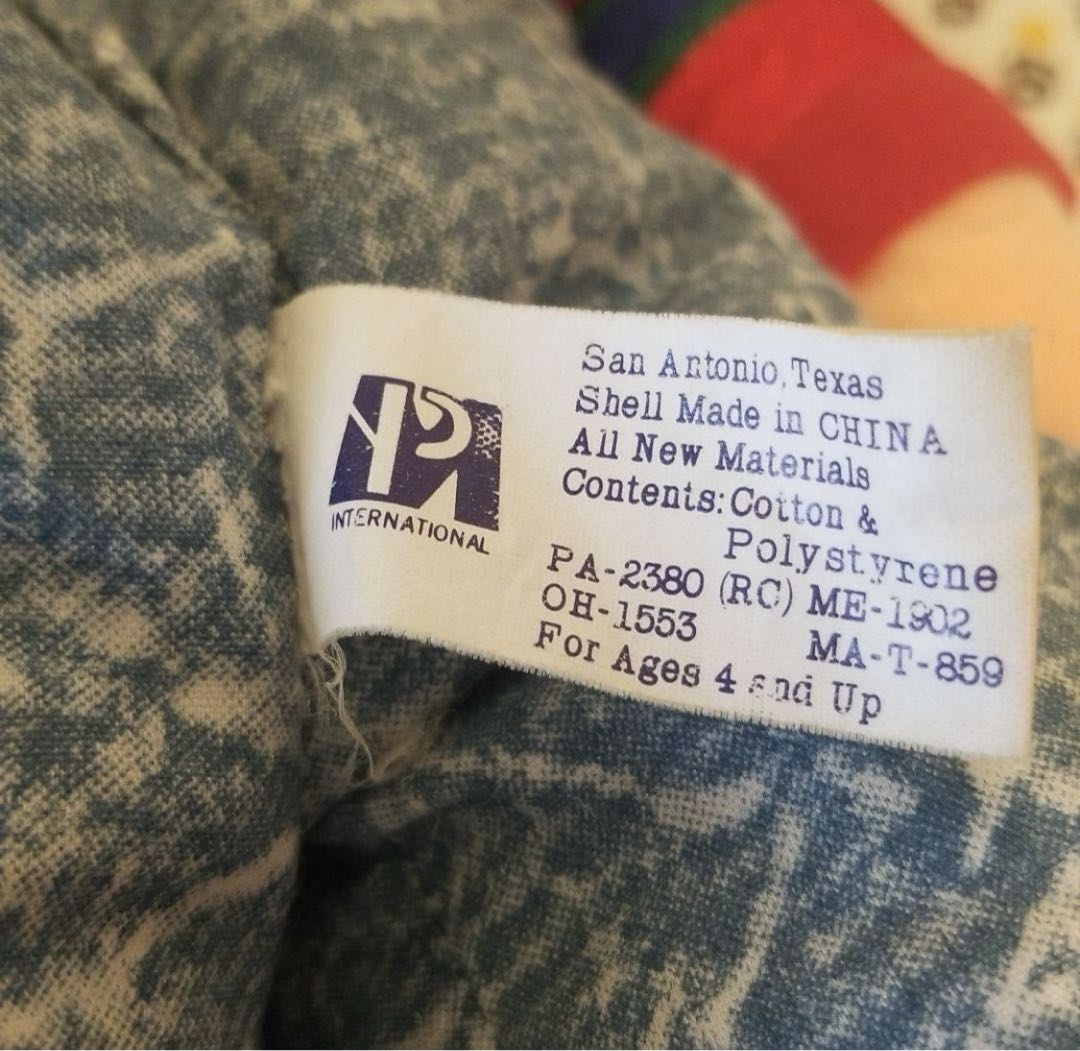 PI
INTERNATIONAL
San Antonio, Texas
Shell Made in CHINA
All New Materials
Contents: Cotton &
Polystyrene
PA-2380 (RC) ME-1902
OH-1553 MA-T-859
For Ages 4 and Up